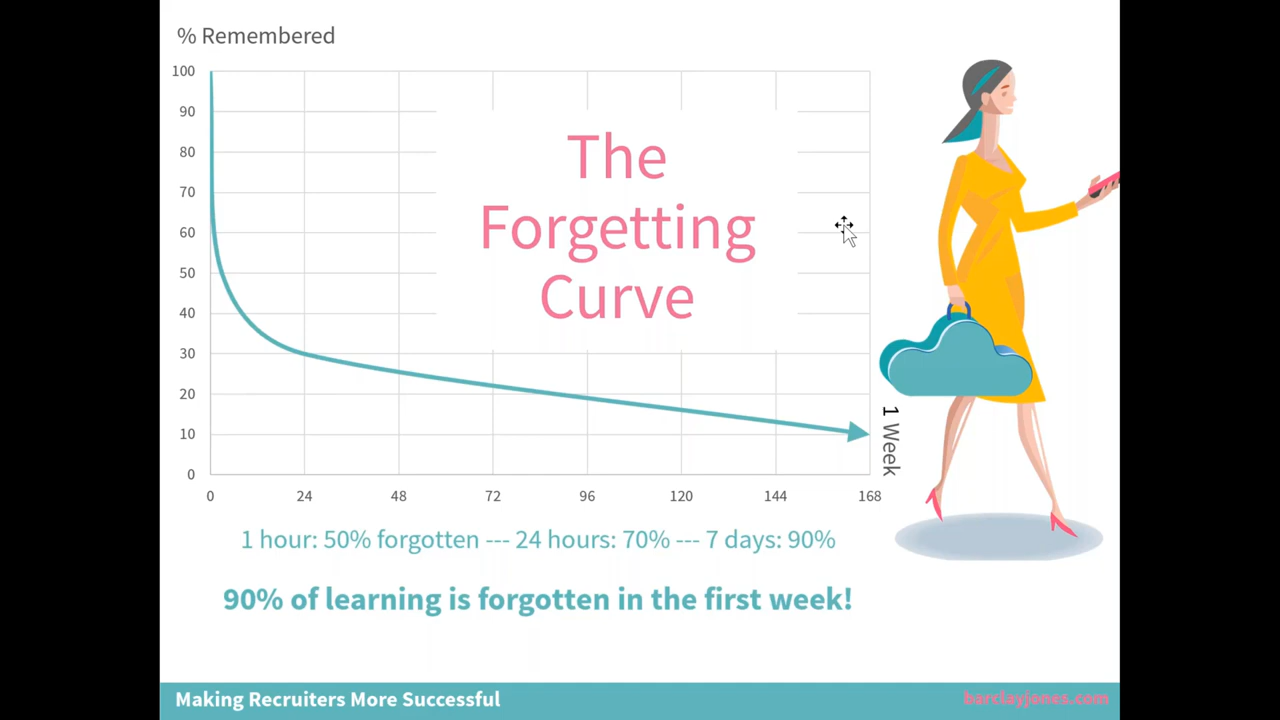 % Remembered
100
90
80
70
60
50
40
30
20
10
0
The
Forgetting
Curve
1 Week
0 24 48 72 96 120 144 168
1 hour: 50% forgotten --- 24 hours: 70% --- 7 days: 90%
90% of learning is forgotten in the first week!
Making Recruiters More Successful
barclayjones.com